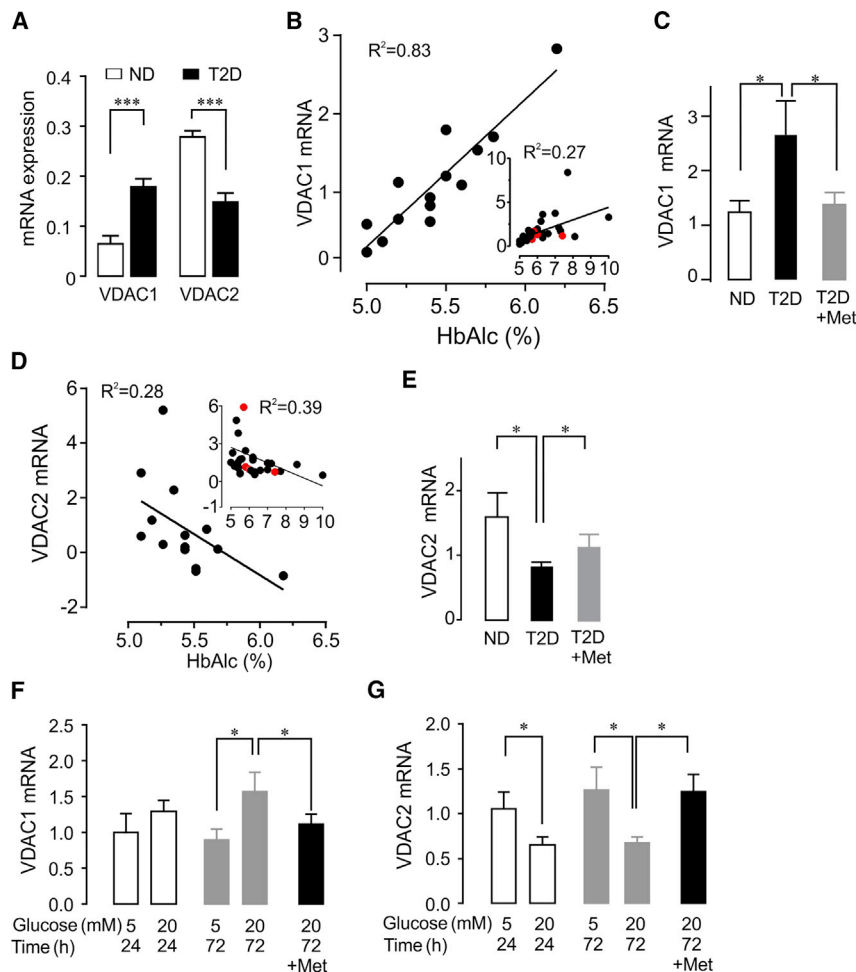 A
ND T2D
mRNA expression
0.4
0.3
0.2
0.1
0
***
***
VDAC1 VDAC2
B
R²=0.83
VDAC1 mRNA
3
2
1
0
5.0 5.5 6.0 6.5
HbAlc (%)
R²=0.27
10
5
0
5 6 7 8 9 10
C
VDAC1 mRNA
3
2
1
0
* *
ND T2D T2D
+Met
D
R²=0.28
VDAC2 mRNA
6
4
2
0
-2
5.0 5.5 6.0 6.5
HbAlc (%)
R²=0.39
6
3
1
0
-1
5 6 7 8 9 10
E
VDAC2 mRNA
2
1
0
* *
ND T2D T2D
+Met
F
VDAC1 mRNA
2.5
2.0
1.5
1.0
0.5
0.0
* *
Glucose (mM) 5 20 5 20 20
Time (h) 24 24 72 72 72
+Met
G
VDAC2 mRNA
2.0
1.5
1.0
0.5
0.0
* * *
Glucose (mM) 5 20 5 20 20
Time (h) 24 24 72 72 72
+Met